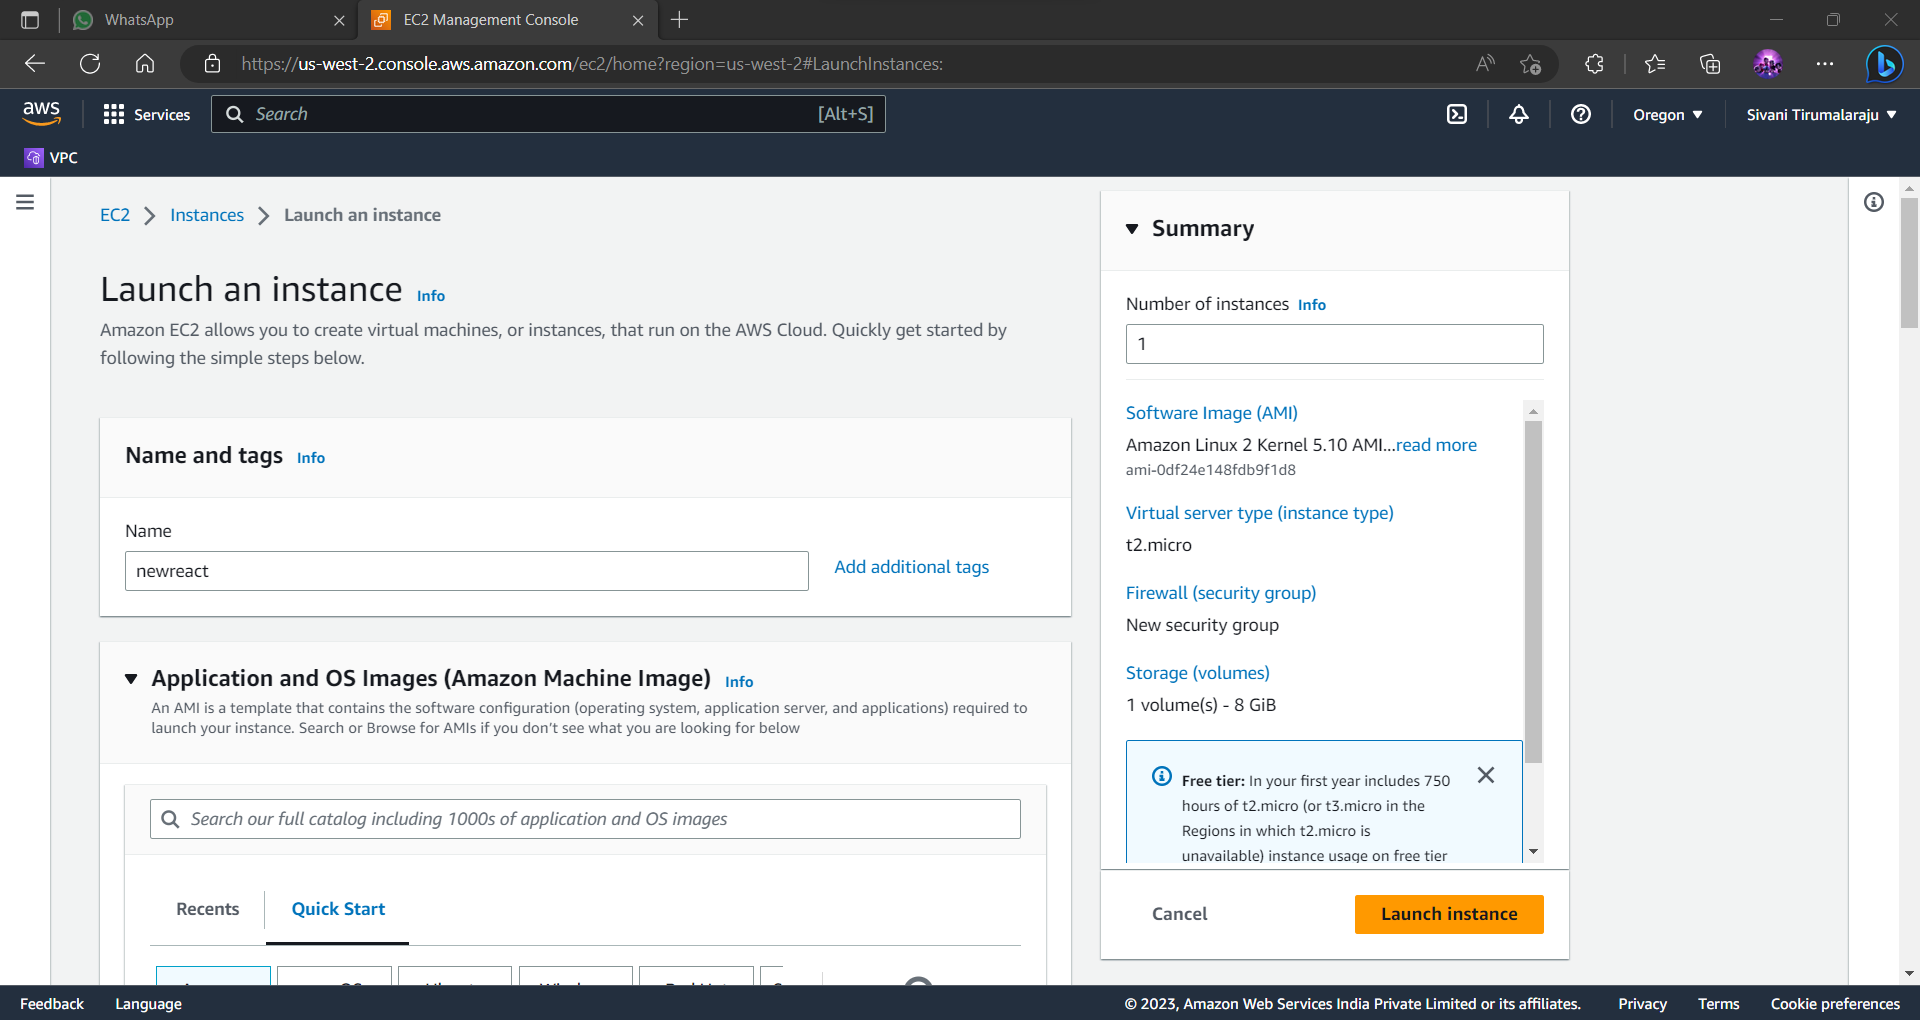 WhatsApp
EC2 Management Console
https://us-west-2.console.aws.amazon.com/ec2/home?region=us-west-2#LaunchInstances:
aws
Services
Search
[Alt+S]
Oregon
Sivani Tirumalaraju
VPC
EC2
Instances
Launch an instance
Launch an instance Info
Amazon EC2 allows you to create virtual machines, or instances, that run on the AWS Cloud. Quickly get started by
following the simple steps below.
Name and tags Info
Name
newreact
Add additional tags
Application and OS Images (Amazon Machine Image) Info
An AMI is a template that contains the software configuration (operating system, application server, and applications) required to
launch your instance. Search or Browse for AMIs if you don't see what you are looking for below
Search our full catalog including 1000s of application and OS images
Recents
Quick Start
Summary
Number of instances Info
1
Software Image (AMI)
Amazon Linux 2 Kernel 5.10 AMI...read more
ami-0df24e148fdb9f1d8
Virtual server type (instance type)
t2.micro
Firewall (security group)
New security group
Storage (volumes)
1 volume(s) - 8 GiB
Free tier: In your first year includes 750
hours of t2.micro (or t3.micro in the
Regions in which t2.micro is
unavailable) instance usage on free tier
Cancel
Launch instance
Feedback
Language
© 2023, Amazon Web Services India Private Limited or its affiliates.
Privacy
Terms
Cookie preferences